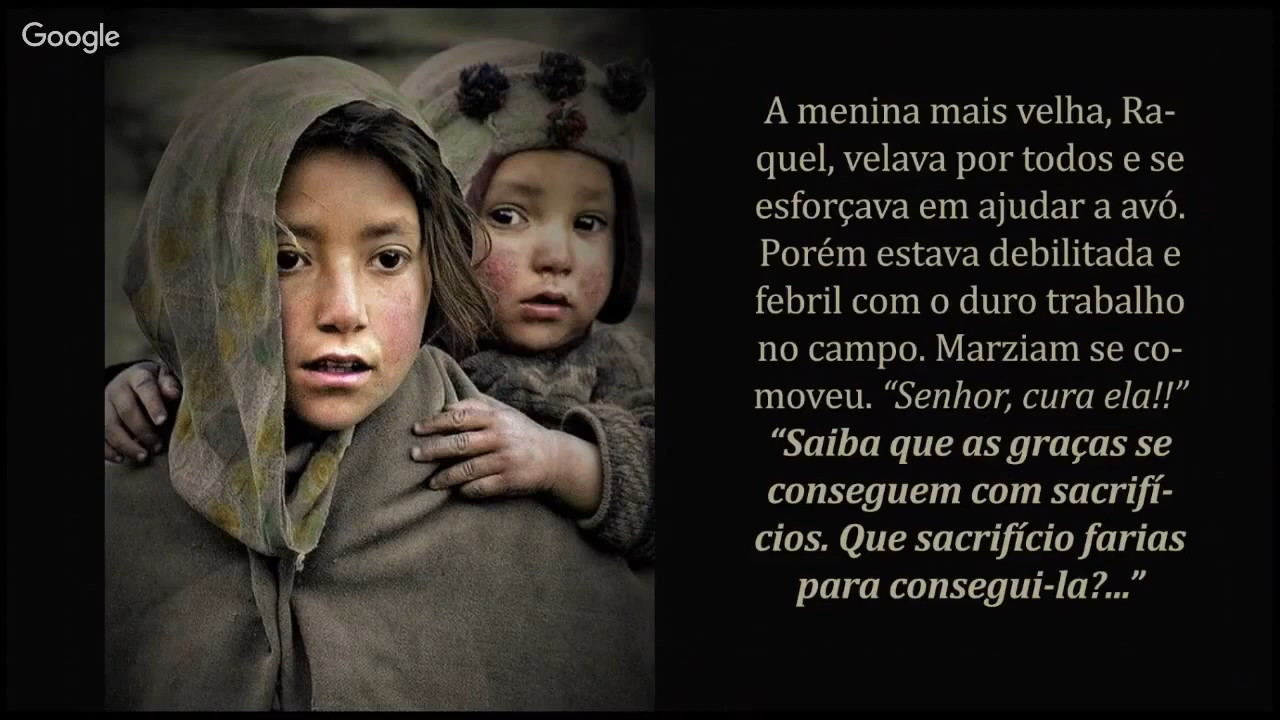 Google
A menina mais velha, Ra-
quel, velava por todos e se
esforçava em ajudar a avó.
Porém estava debilitada e
febril com o duro trabalho
no campo. Marziam se co-
moveu. “Senhor, cura ela!!”
“Saiba que as graças se
conseguem com sacrifí-
cios. Que sacrifício farias
para consegui-la?...”